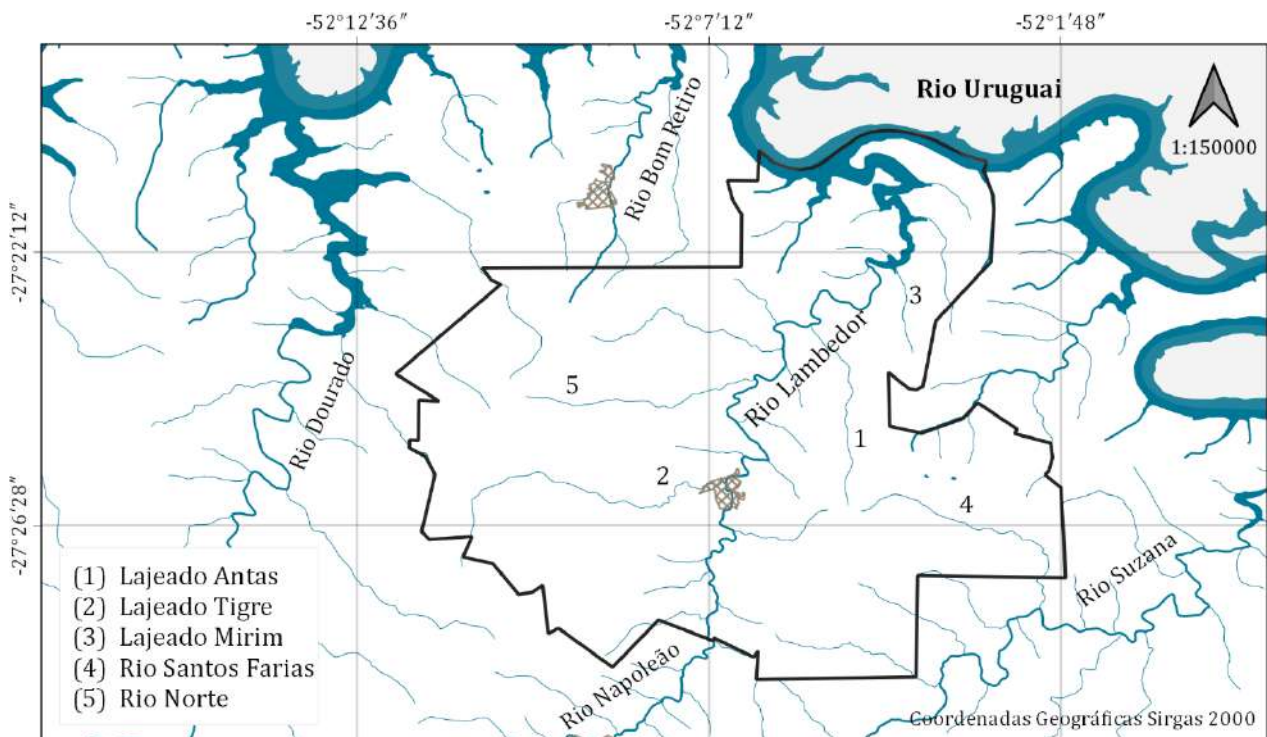 -52°12′36″
-52°7′12″
-52°1′48″
Rio Uruguai
1:150000
Rio Bom Retiro
-27°22′12″
3
Rio Lambedor
Rio Dourado
5
1
2
4
-27°26′28″
Rio Suzana
Rio Napoleão
(1) Lajeado Antas
(2) Lajeado Tigre
(3) Lajeado Mirim
(4) Rio Santos Farias
(5) Rio Norte
Coordenadas Geográficas Sirgas 2000